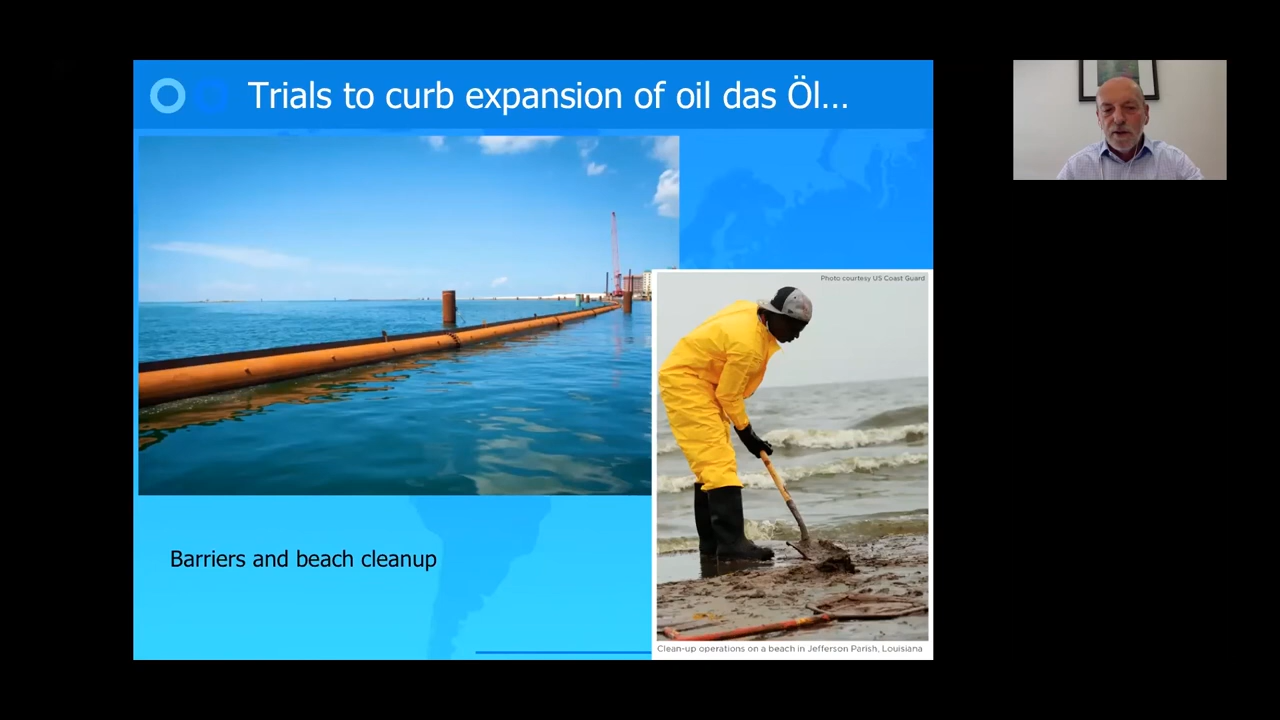 Trials to curb expansion of oil das Öl...
Photo courtesy US Coast Guard
Barriers and beach cleanup
Clean-up operations on a beach in Jefferson Parish, Louisiana